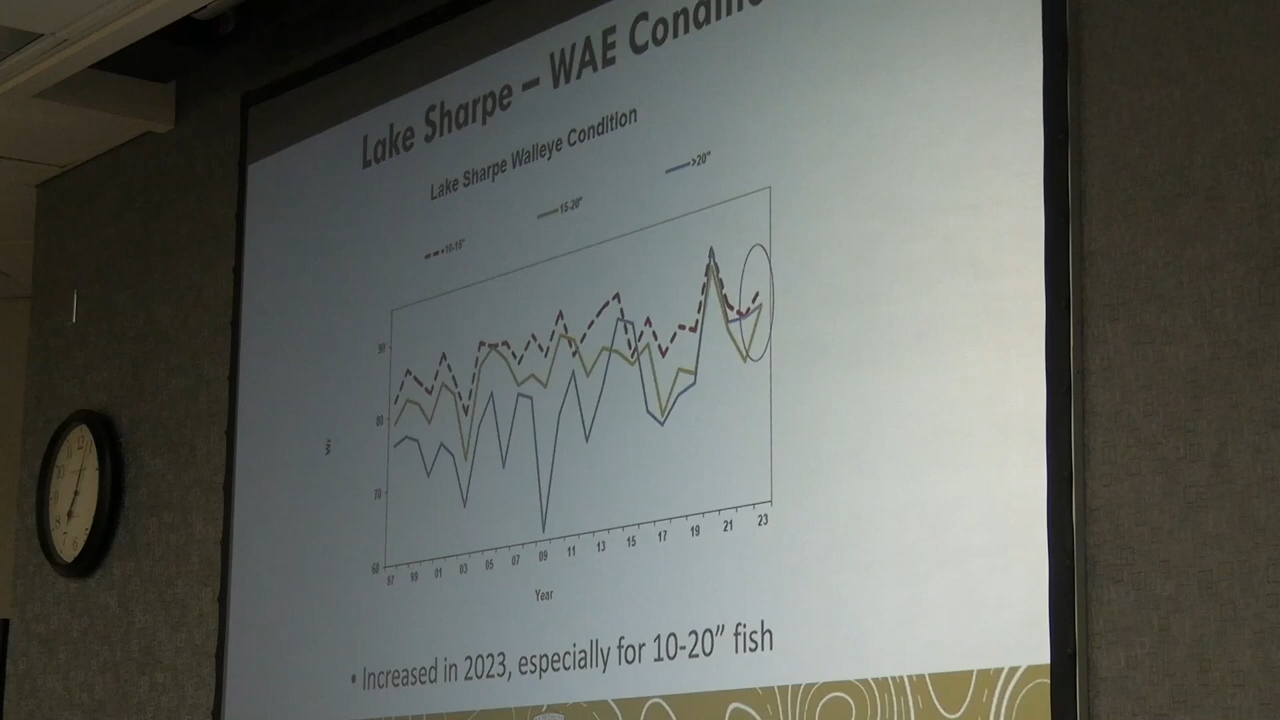 Lake Sharpe – WAE
Lake Sharpe Walleye Condition
10-15" 15-20" >20"
90
80
70
60
Wr
97 99 01 03 05 07 09 11 13 15 17 19 21 23
Year
• Increased in 2023, especially for 10-20” fish